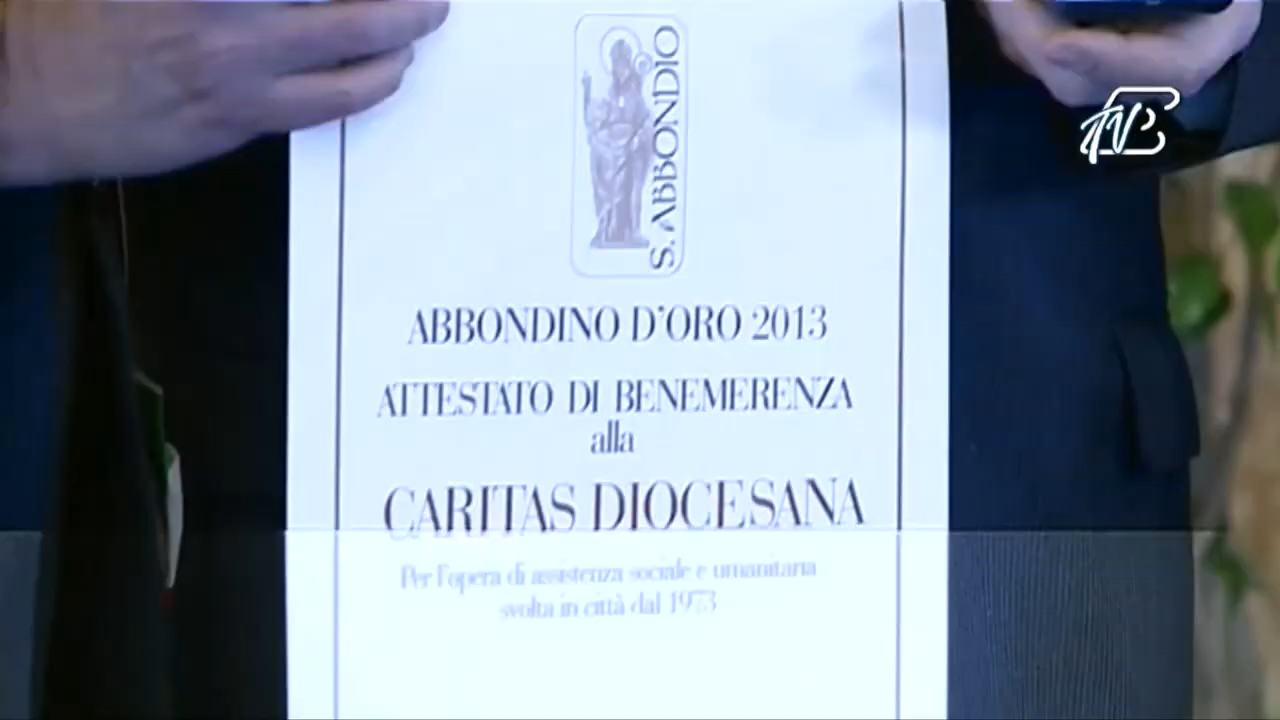 S. ABBONDIO
ABBONDINO D'ORO 2013
ATTESTATO DI BENEMERENZA
alla
CARITAS DIOCESANA
Per l'opera di assistenza sociale e umanitaria
svolta in città dal 1973